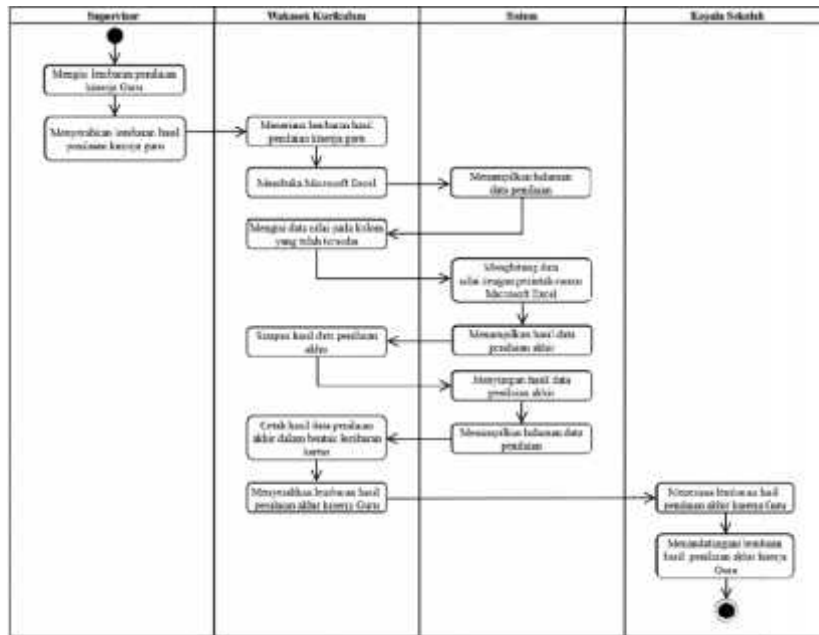 Supervisor
Wakasek Kurikulum
Sistem
Kepala Sekolah
Mengisi lembaran penilaian
kinerja Guru
Menyerahkan lembaran hasil
penilaian kinerja guru
Menerima lembaran hasil
penilaian kinerja guru
Membuka Microsoft Excel
Menampilkan halaman
data penilaian
Mengisi data nilai pada kolom
yang telah tersedia
Menghitung data
nilai dengan perintah rumus
Microsoft Excel
Menampilkan hasil data
penilaian akhir
Simpan hasil data penilaian
akhir
Menyimpan hasil data
penilaian akhir
Menampilkan halaman data
penilaian
Cetak hasil data penilaian
akhir dalam bentuk lembaran
kertas
Menyerahkan lembaran hasil
penilaian akhir kinerja Guru
Menerima lembaran hasil
penilaian akhir kinerja Guru
Menandatangani lembaran
hasil penilaian akhir kinerja
Guru